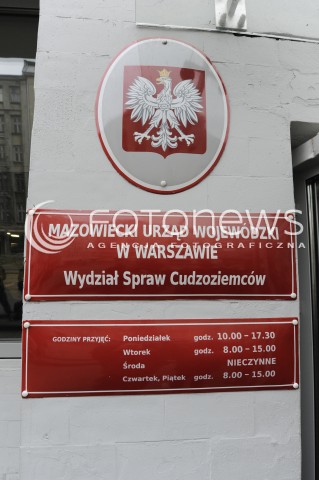 MAZOWIECKI URZĄD WOJEWÓDZKI
W WARSZAWIE
FOTONEWS
AGENCJA FOTOGRAFICZNA
Wydział Spraw Cudzoziemców
GODZINY PRZYJĘĆ: Poniedziałek godz. 10.00 – 17.30
Wtorek godz. 8.00 – 15.00
Środa NIECZYNNE
Czwartek, Piątek godz. 8.00 – 15.00